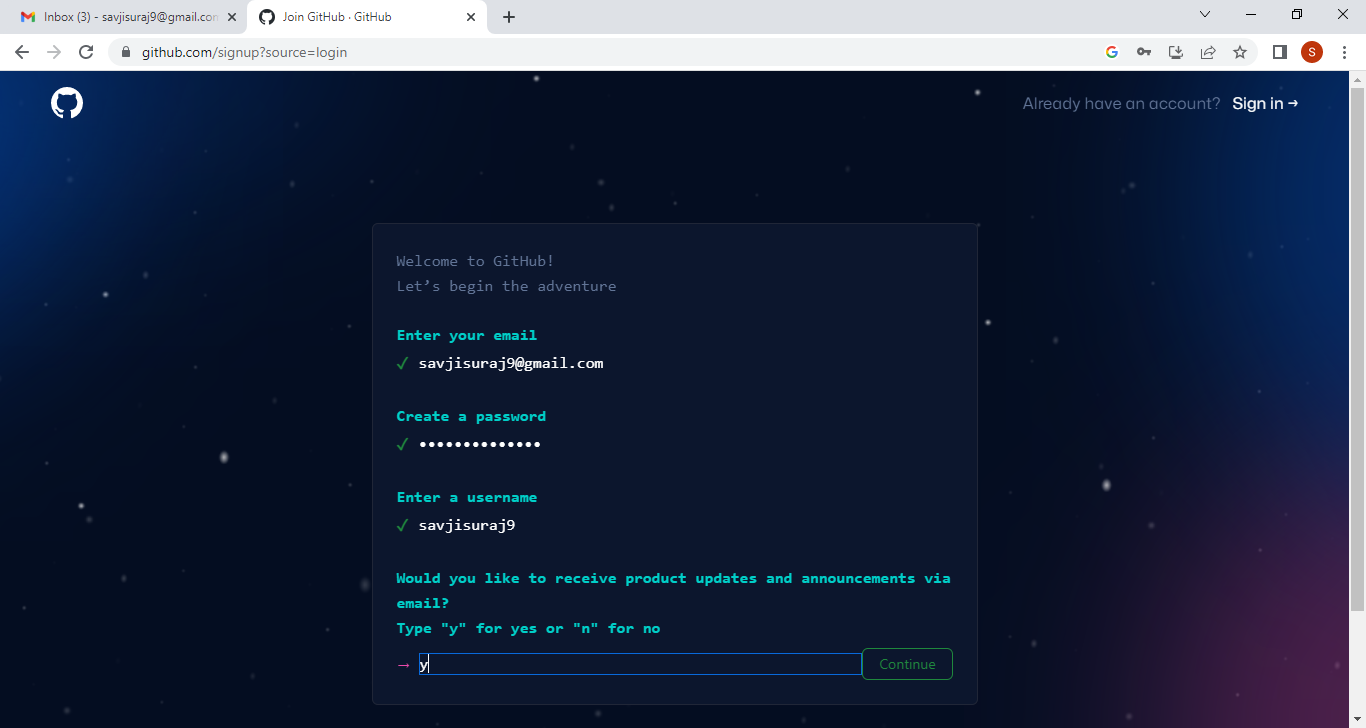 Inbox (3) - savjisuraj9@gmail.con
Join GitHub · GitHub
github.com/signup?source=login
S
Already have an account? Sign in →
Welcome to GitHub!
Let’s begin the adventure
Enter your email
✓ savjisuraj9@gmail.com
Create a password
✓ ••••••••••••••
Enter a username
✓ savjisuraj9
Would you like to receive product updates and announcements via
email?
Type "y" for yes or "n" for no
→ y Continue